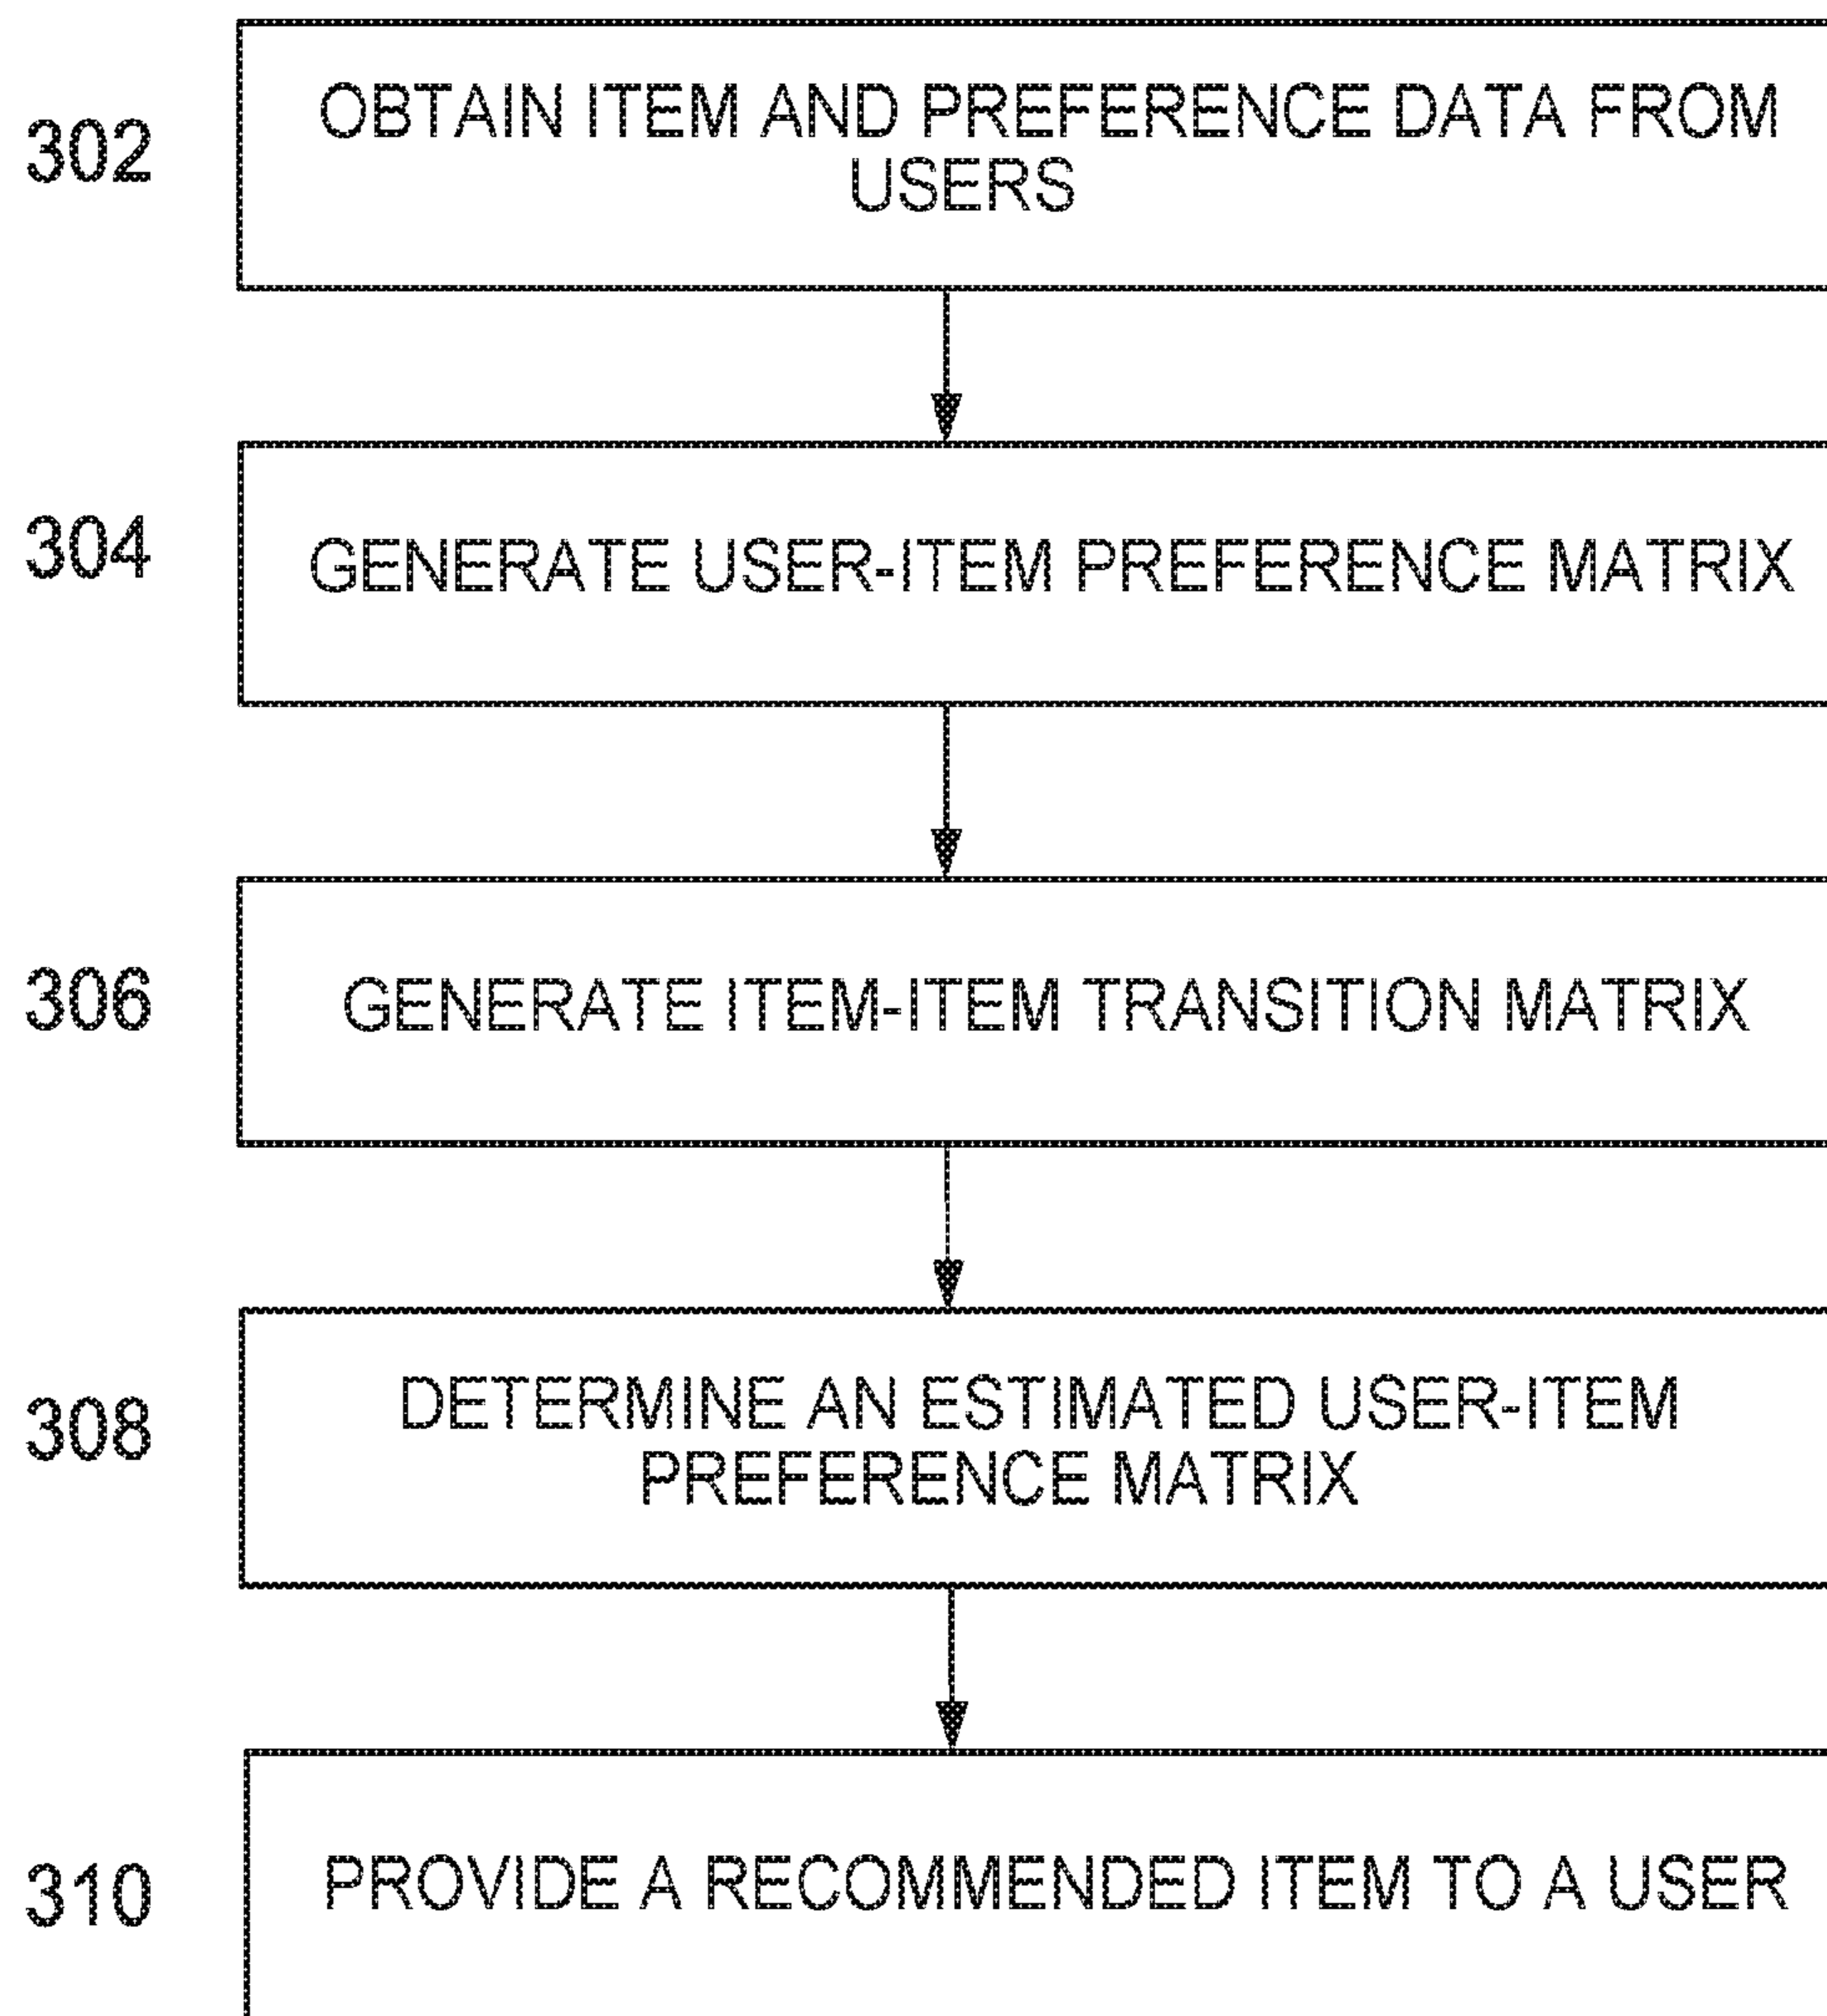 302
OBTAIN ITEM AND PREFERENCE DATA FROM
USERS
304
GENERATE USER-ITEM PREFERENCE MATRIX
306
GENERATE ITEM-ITEM TRANSITION MATRIX
308
DETERMINE AN ESTIMATED USER-ITEM
PREFERENCE MATRIX
310
PROVIDE A RECOMMENDED ITEM TO A USER